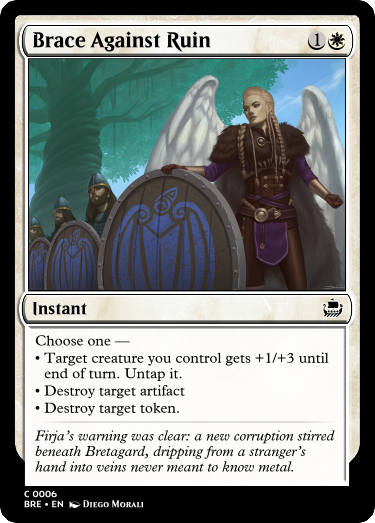 Brace Against Ruin 1
Instant
Choose one —
• Target creature you control gets +1/+3 until
end of turn. Untap it.
• Destroy target artifact
• Destroy target token.
Firja's warning was clear: a new corruption stirred
beneath Bretagard, dripping from a stranger's
hand into veins never meant to know metal.
C 0006
BRE • EN Diego Morali